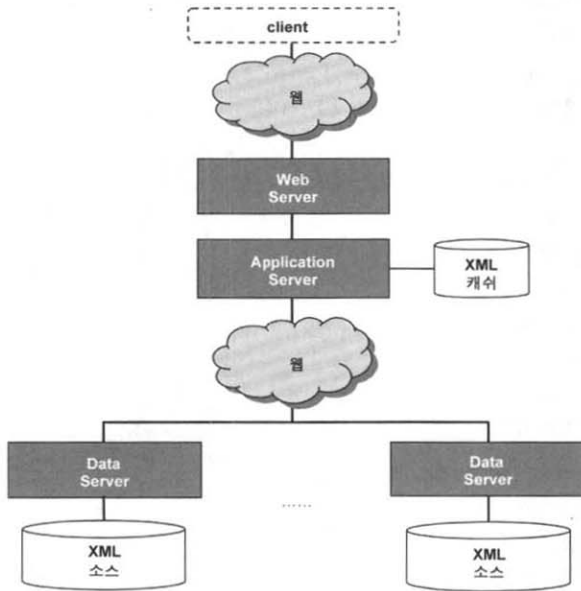 client
웹
Web
Server
Application
Server
XML
캐쉬
웹
Data
Server
Data
Server
......
XML
소스
XML
소스